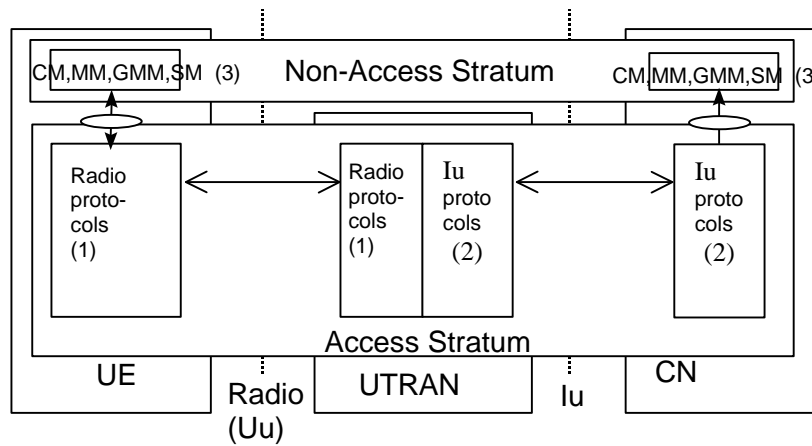 Non-Access Stratum
CM,MM,GMM,SM (3)
CM,MM,GMM,SM (3
Radio
proto-
cols
(1)
Radio
proto-
cols
(1)
Iu
proto
cols
(2)
Iu
proto
cols
(2)
Access Stratum
UE
Radio
(Uu)
UTRAN
Iu
CN